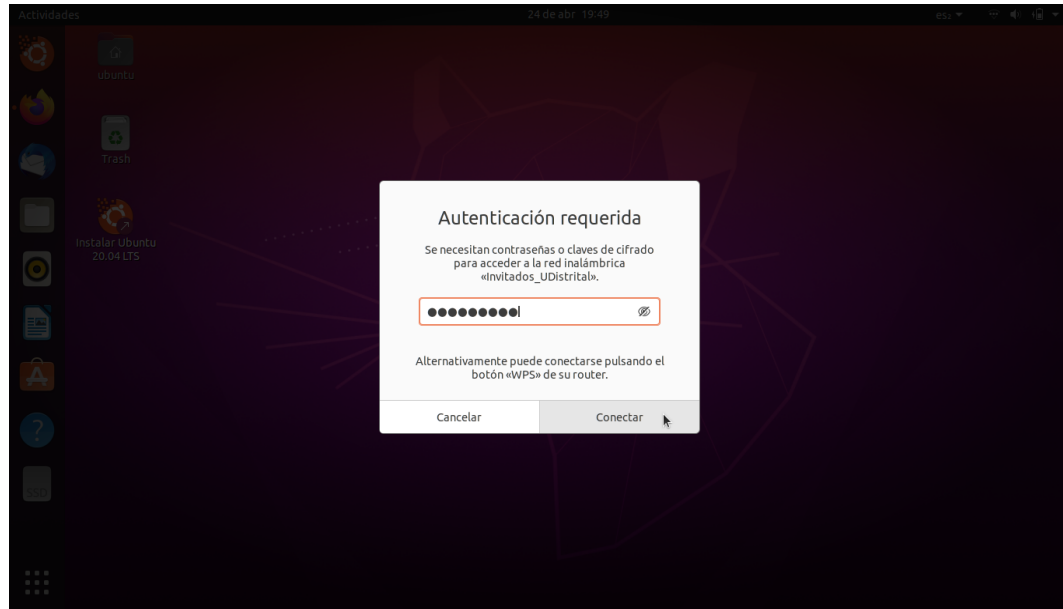 Actividades
24 de abr 19:49
es₂
ubuntu
Trash
Instalar Ubuntu
20.04 LTS
SSD
Autenticación requerida
Se necesitan contraseñas o claves de cifrado
para acceder a la red inalámbrica
«Invitados_UDistrital».
Alternativamente puede conectarse pulsando el
botón «WPS» de su router.
Cancelar
Conectar